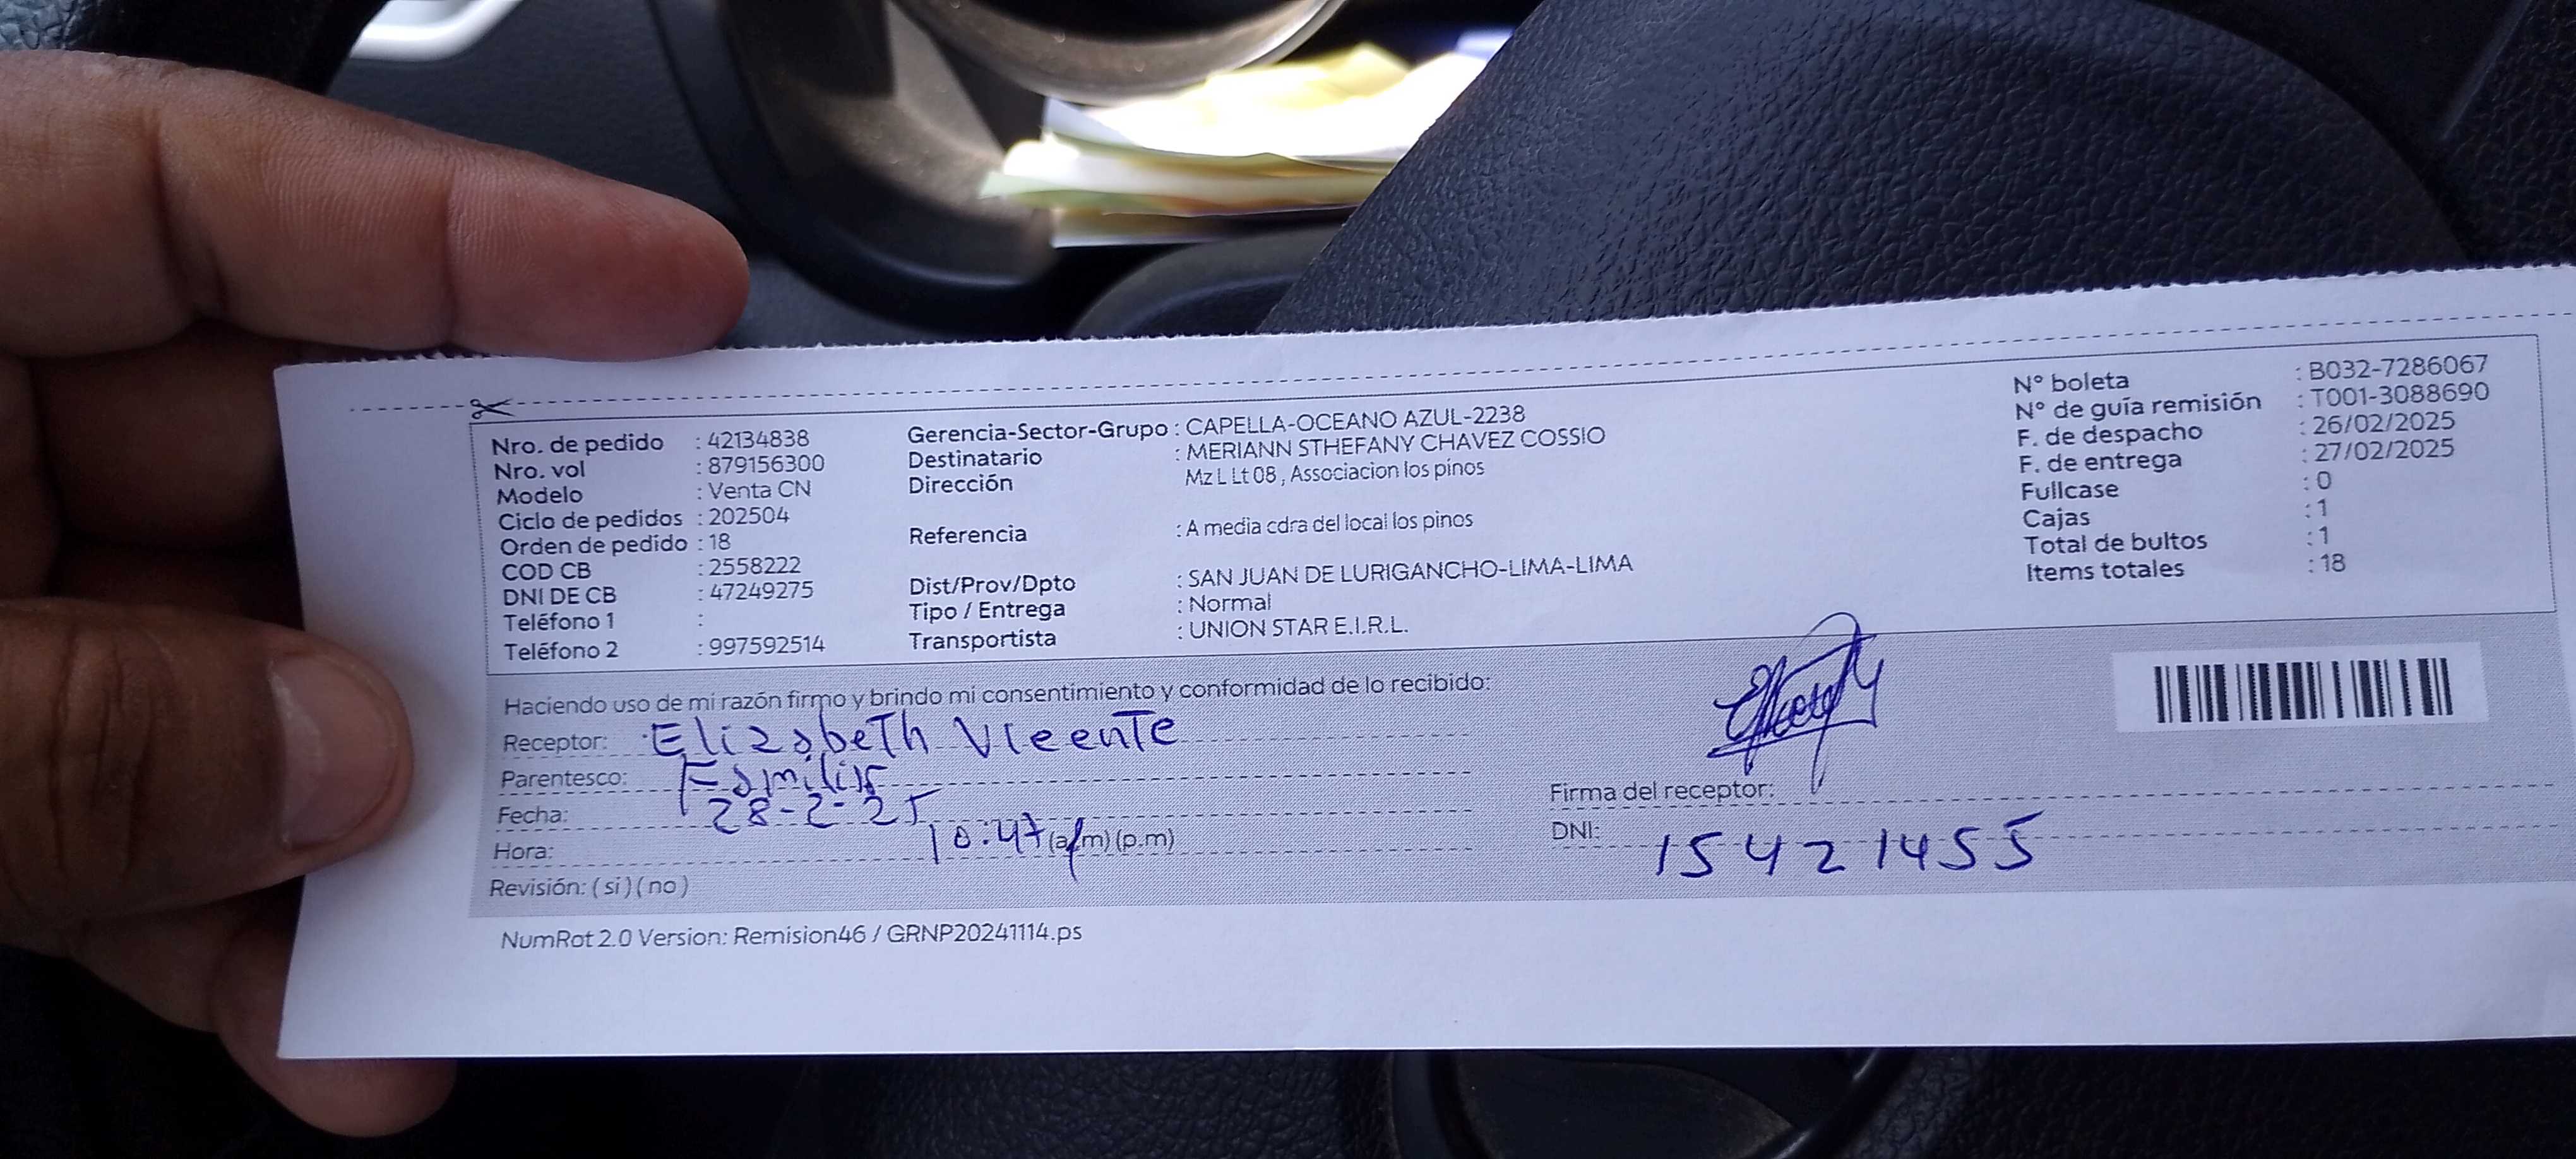 Nro. de pedido : 42134838
Nro. vol : 879156300
Modelo : Venta CN
Ciclo de pedidos : 202504
Orden de pedido : 18
COD CB : 2558222
DNI DE CB : 47249275
Teléfono 1 :
Teléfono 2 : 997592514
Gerencia-Sector-Grupo : CAPELLA-OCEANO AZUL-2238
Destinatario : MERIANN STHEFANY CHAVEZ COSSIO
Dirección Mz L Lt 08 , Associacion los pinos
Referencia : A media cdra del local los pinos
Dist/Prov/Dpto : SAN JUAN DE LURIGANCHO-LIMA-LIMA
Tipo / Entrega : Normal
Transportista : UNION STAR E.I.R.L.
N° boleta : B032-7286067
N° de guía remisión : T001-3088690
F. de despacho : 26/02/2025
F. de entrega : 27/02/2025
Fullcase : 0
Cajas : 1
Total de bultos : 1
Items totales : 18
Haciendo uso de mi razón firmo y brindo mi consentimiento y conformidad de lo recibido:
Receptor: Elizabeth Vicente
Parentesco: Familiar
Fecha: 28-2-25
Hora: 10:47 (a.m) (p.m)
Revisión: (si) (no)
Firma del receptor:
DNI: 15421455
NumRot 2.0 Version: Remision46 / GRNP20241114.ps